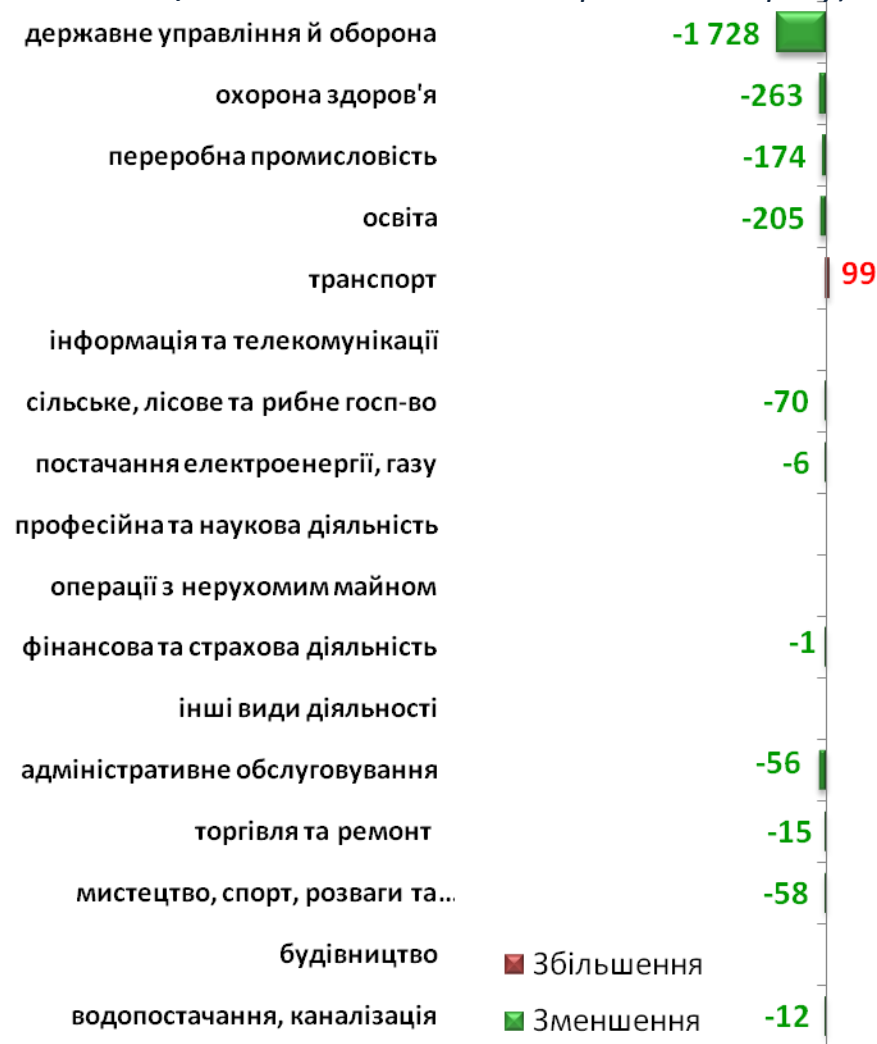 державне управління й оборона -1 728
охорона здоров'я -263
переробна промисловість -174
освіта -205
транспорт 99
інформація та телекомунікації
сільське, лісове та рибне госп-во -70
постачання електроенергії, газу -6
професійна та наукова діяльність
операції з нерухомим майном
фінансова та страхова діяльність -1
інші види діяльності
адміністративне обслуговування -56
торгівля та ремонт -15
мистецтво, спорт, розваги та... -58
будівництво
Збільшення
водопостачання, каналізація -12
Зменшення